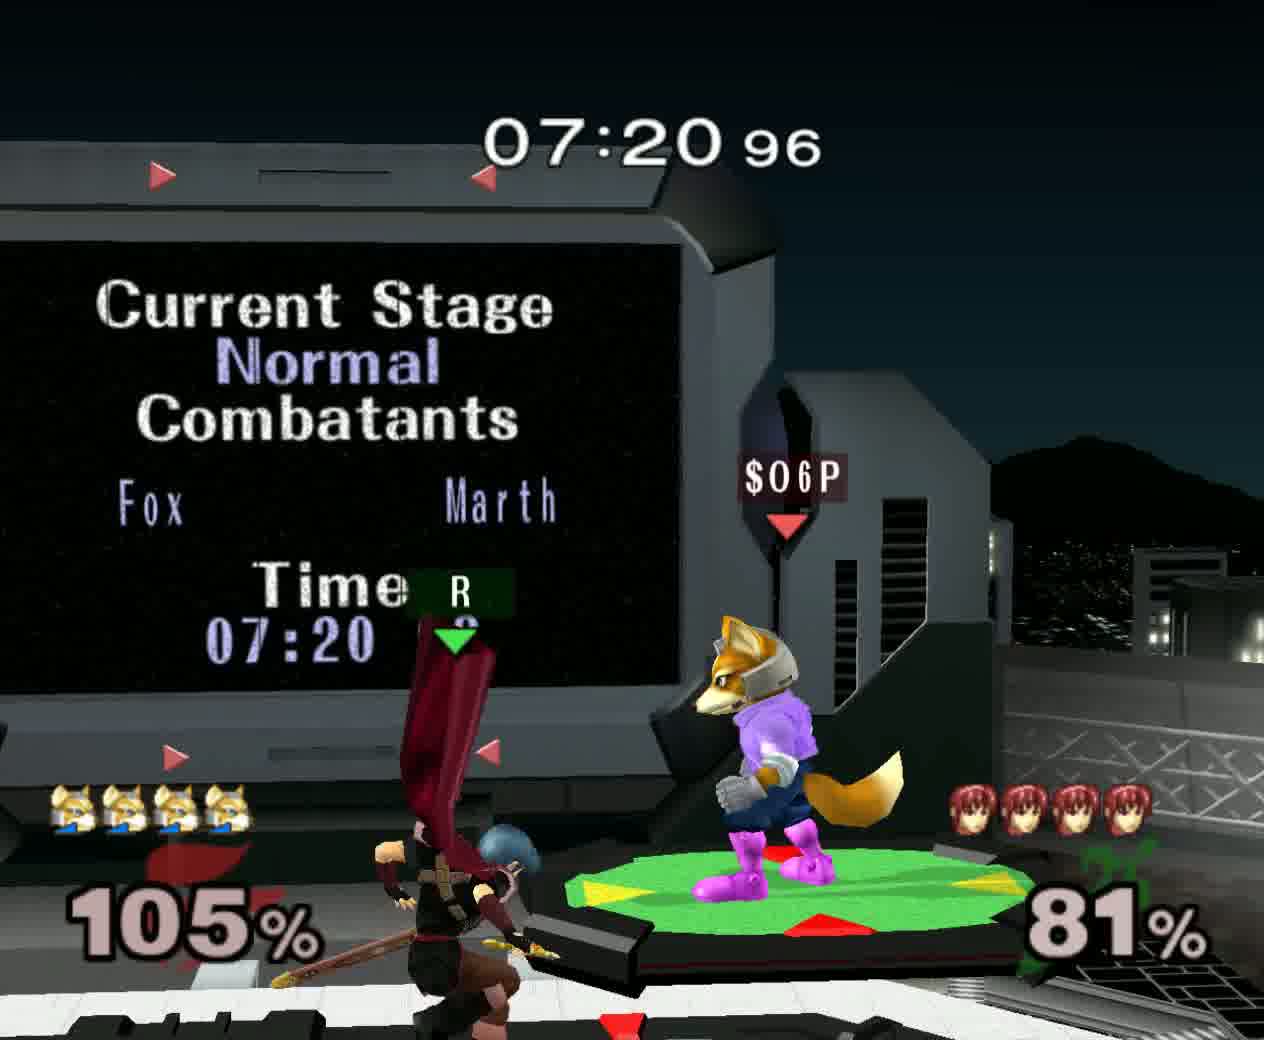 07:20 96
Current Stage
Normal
Combatants
Fox Marth
$O6P
Time
R
07:20
105%
81%